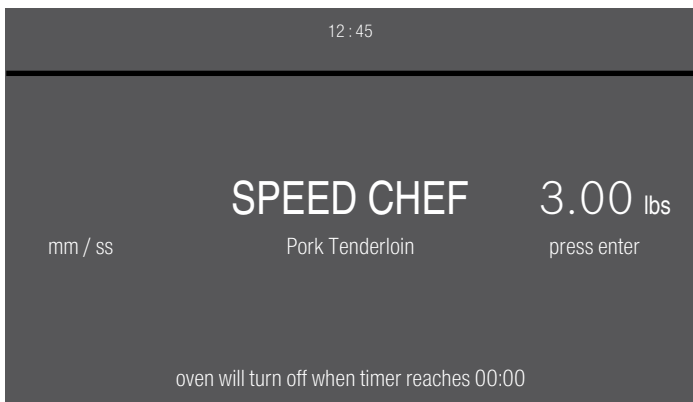 12 : 45
SPEED CHEF 3.00 lbs
mm / ss Pork Tenderloin press enter
oven will turn off when timer reaches 00:00